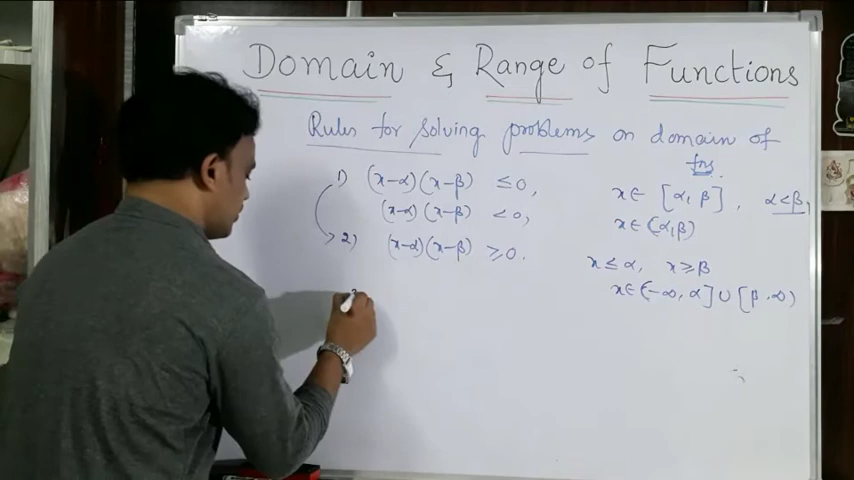 Domain & Range of Functions
Rules for solving problems on domain of
fns
1) (x-α)(x-β) ≤0, x∈ [α, β], α<β,
(x-α)(x-β) <0, x∈ (α, β)
2) (x-α)(x-β) ≥0. x≤α, x≥β
x∈ (-∞, α] ∪ [β, ∞)